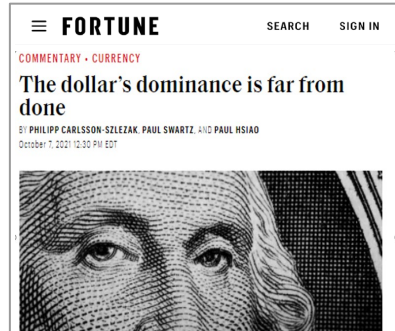 FORTUNE
SEARCH
SIGN IN
COMMENTARY • CURRENCY
The dollar's dominance is far from
done
BY PHILIPP CARLSSON-SZLEZAK, PAUL SWARTZ, AND PAUL HSIAO
October 7, 2021 12:30 PM EDT